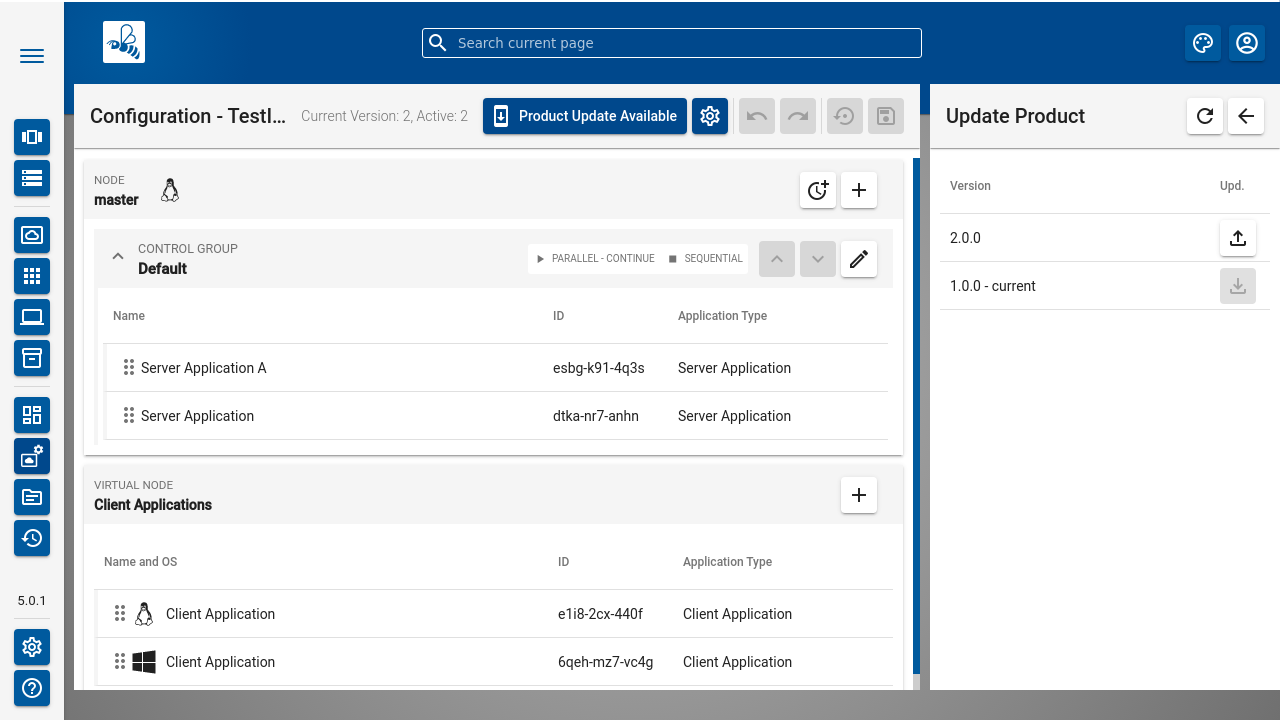 Search current page
Configuration - TestI...
Current Version: 2, Active: 2
Product Update Available
Update Product
NODE
master
CONTROL GROUP
Default
PARALLEL - CONTINUE
SEQUENTIAL
Name
ID
Application Type
Server Application A
esbg-k91-4q3s
Server Application
Server Application
dtka-nr7-anhn
Server Application
VIRTUAL NODE
Client Applications
Name and OS
ID
Application Type
Client Application
e1i8-2cx-440f
Client Application
Client Application
6qeh-mz7-vc4g
Client Application
Version
Upd.
2.0.0
1.0.0 - current
5.0.1